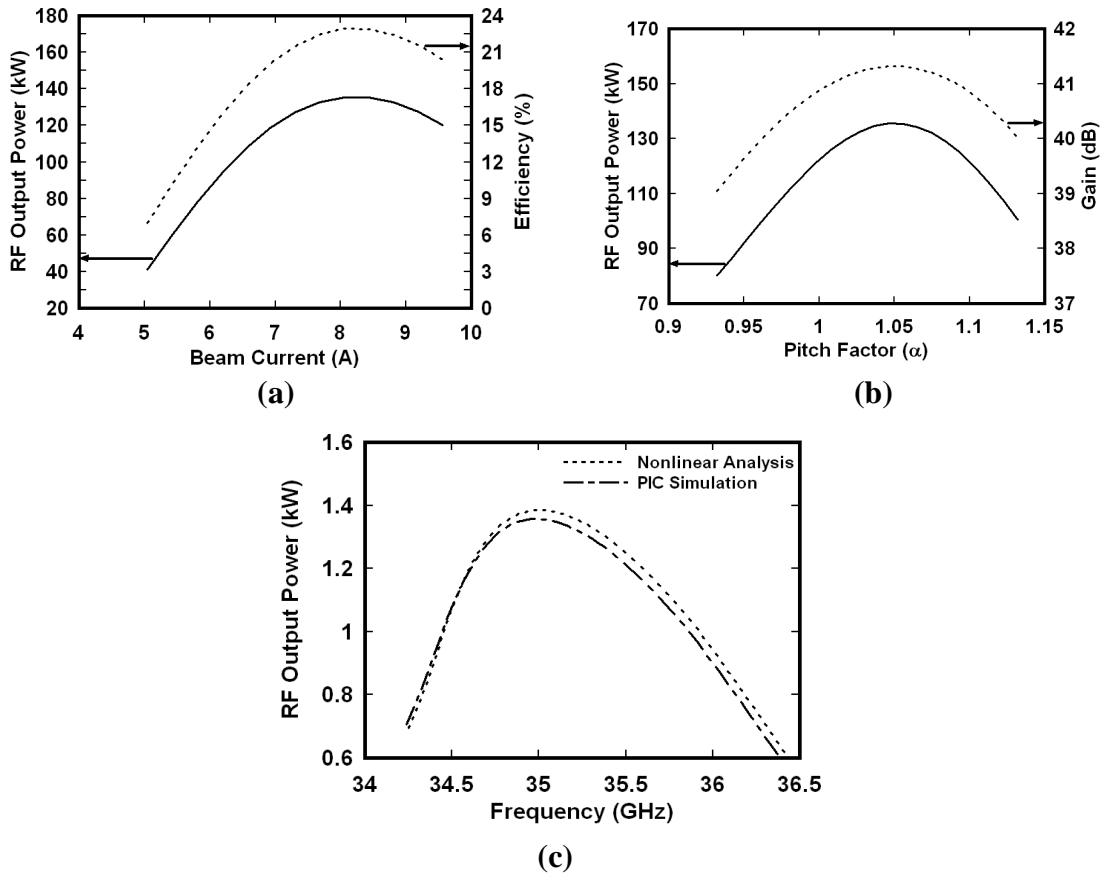 RF Output Power (kW)
180
160
140
120
100
80
60
40
20
24
21
18
15
12
9
6
3
0
Efficiency (%)
4 5 6 7 8 9 10
Beam Current (A)
(a)
RF Output Power (kW)
170
150
130
110
90
70
42
41
40
39
38
37
Gain (dB)
0.9 0.95 1 1.05 1.1 1.15
Pitch Factor (α)
(b)
RF Output Power (kW)
1.6
1.4
1.2
1
0.8
0.6
Nonlinear Analysis
PIC Simulation
34 34.5 35 35.5 36 36.5
Frequency (GHz)
(c)